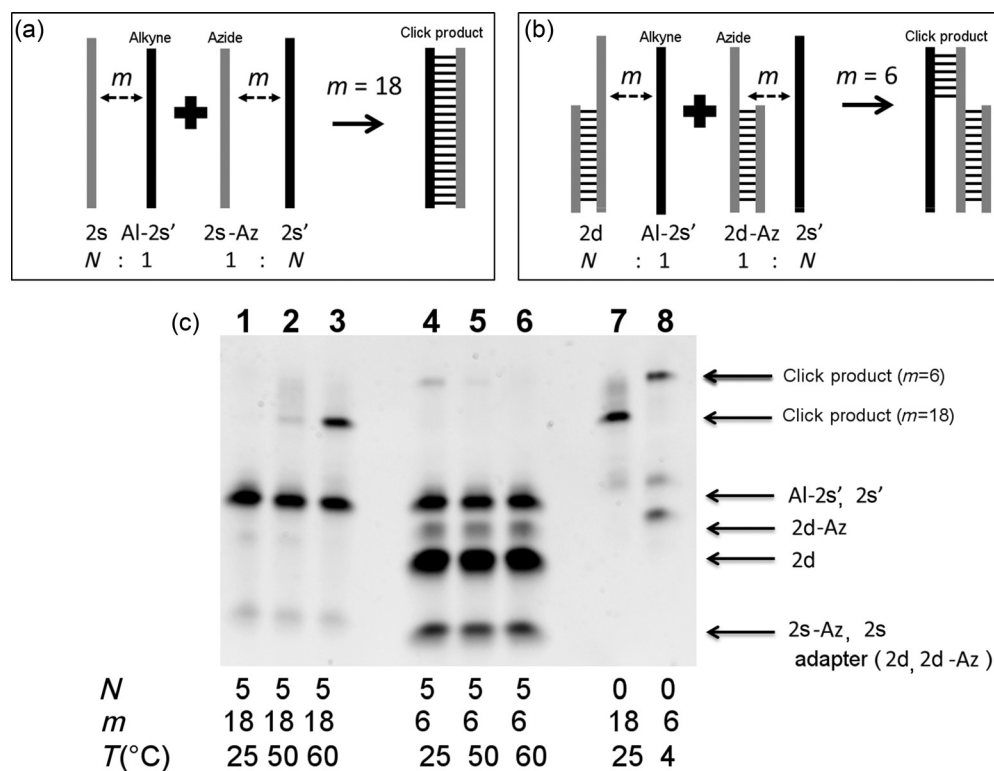 (a)
Alkyne Azide Click product
m m m = 18
2s Al-2s’ 2s-Az 2s’
N : 1 1 : N
(b)
Alkyne Azide Click product
m m m = 6
2d Al-2s’ 2d-Az 2s’
N : 1 1 : N
(c)
1 2 3 4 5 6 7 8
Click product (m=6)
Click product (m=18)
Al-2s’, 2s’
2d-Az
2d
2s-Az, 2s
adapter (2d, 2d-Az)
N 5 5 5 5 5 5 0 0
m 18 18 18 6 6 6 18 6
T(°C) 25 50 60 25 50 60 25 4